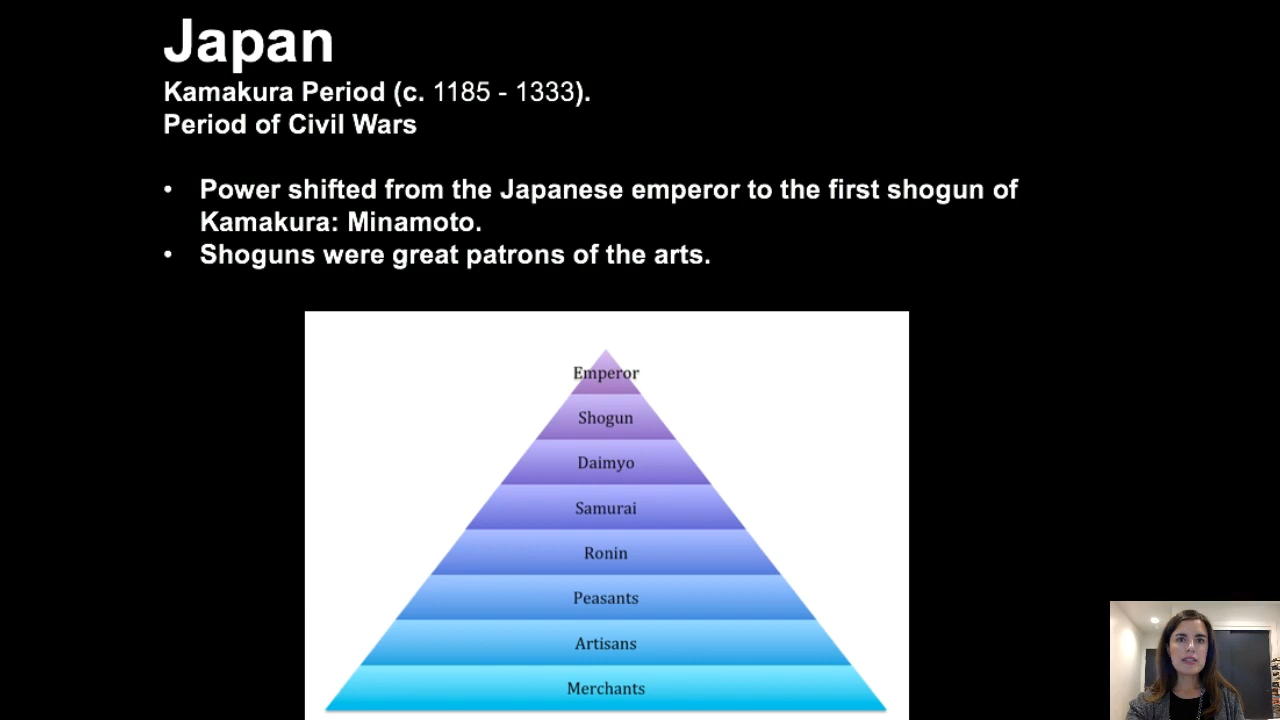 Japan
Kamakura Period (c. 1185 - 1333).
Period of Civil Wars
• Power shifted from the Japanese emperor to the first shogun of
Kamakura: Minamoto.
• Shoguns were great patrons of the arts.
Emperor
Shogun
Daimyo
Samurai
Ronin
Peasants
Artisans
Merchants